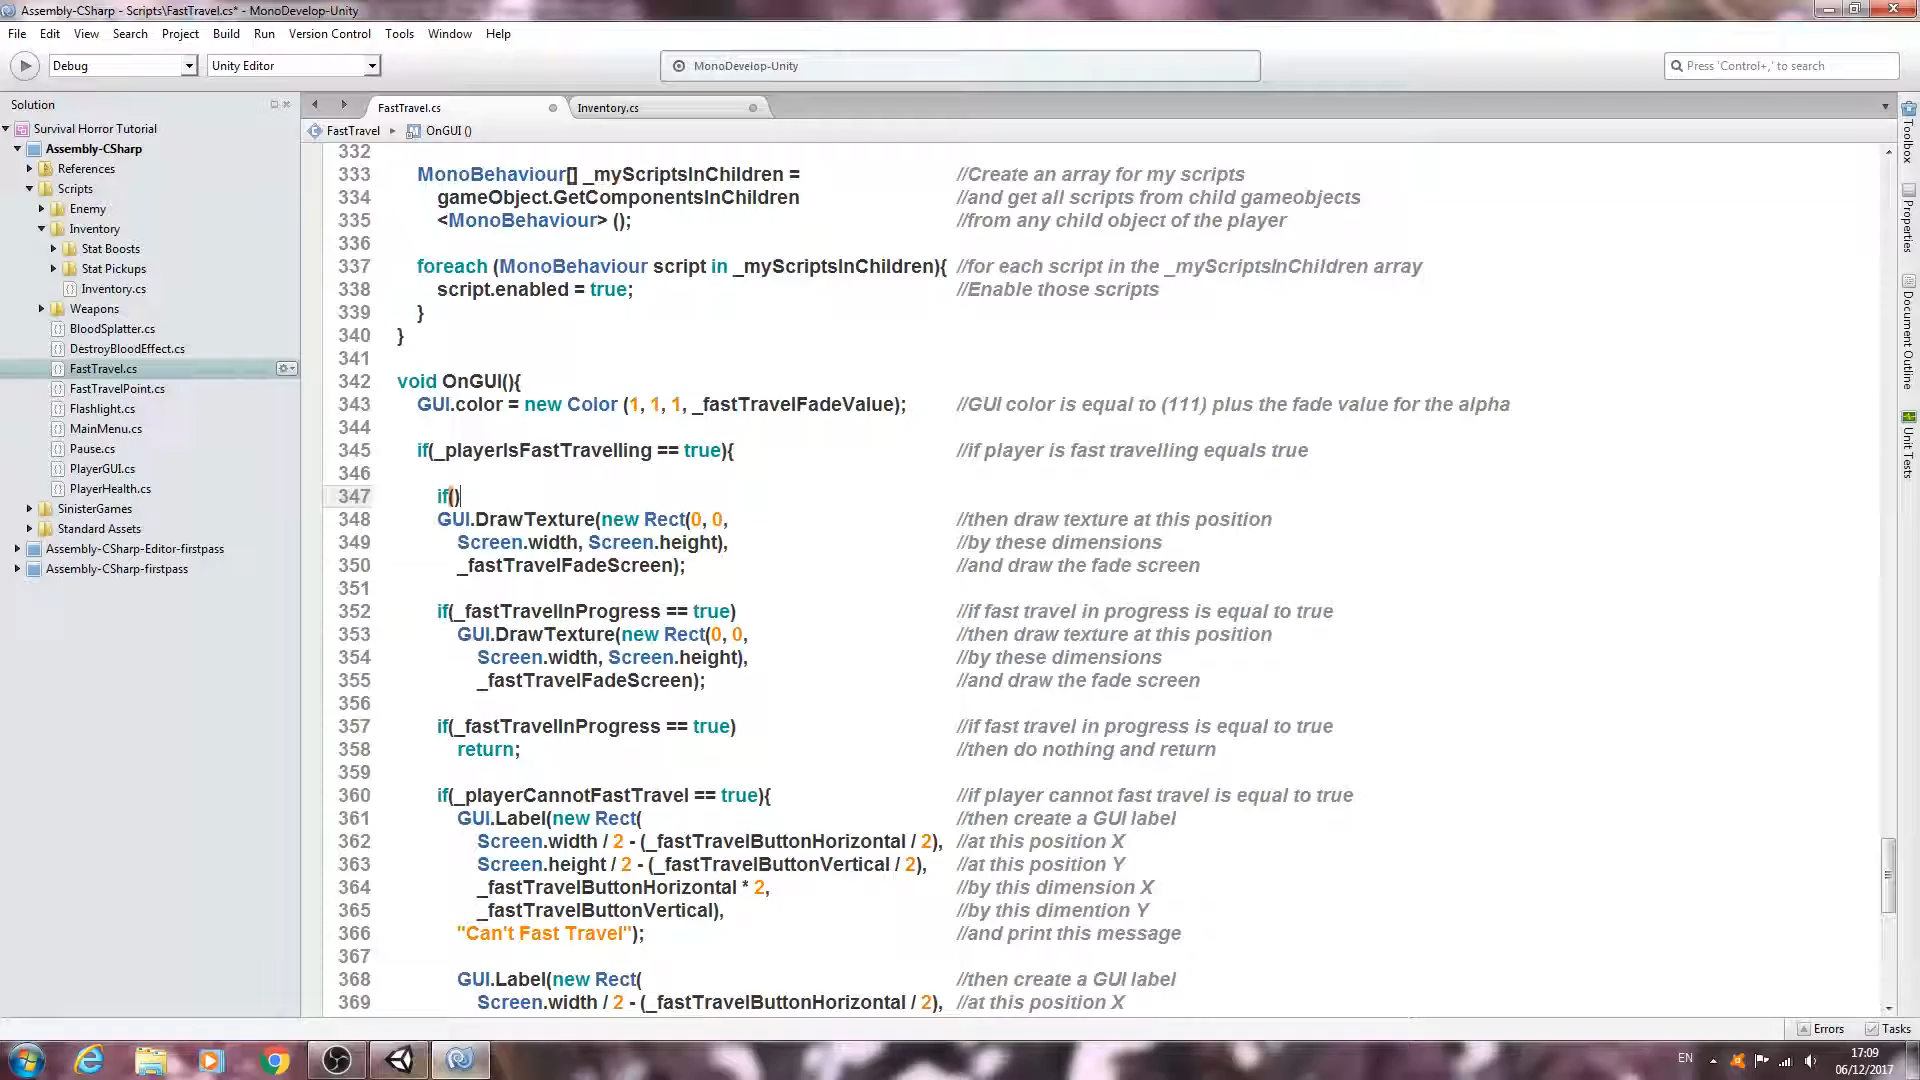 Assembly-CSharp - Scripts\FastTravel.cs* - MonoDevelop-Unity
File Edit View Search Project Build Run Version Control Tools Window Help
Debug Unity Editor MonoDevelop-Unity Press 'Control+,' to search
Solution
Survival Horror Tutorial
Assembly-CSharp
References
Scripts
Enemy
Inventory
Stat Boosts
Stat Pickups
Inventory.cs
Weapons
BloodSplatter.cs
DestroyBloodEffect.cs
FastTravel.cs
FastTravelPoint.cs
Flashlight.cs
MainMenu.cs
Pause.cs
PlayerGUI.cs
PlayerHealth.cs
SinisterGames
Standard Assets
Assembly-CSharp-Editor-firstpass
Assembly-CSharp-firstpass
FastTravel.cs Inventory.cs
FastTravel OnGUI ()
332
333 MonoBehaviour[] _myScriptsInChildren = //Create an array for my scripts
334 gameObject.GetComponentsInChildren //and get all scripts from child gameobjects
335 <MonoBehaviour> (); //from any child object of the player
336
337 foreach (MonoBehaviour script in _myScriptsInChildren){ //for each script in the _myScriptsInChildren array
338 script.enabled = true; //Enable those scripts
339 }
340 }
341
342 void OnGUI(){
343 GUI.color = new Color (1, 1, 1, _fastTravelFadeValue); //GUI color is equal to (111) plus the fade value for the alpha
344
345 if(_playerIsFastTravelling == true){ //if player is fast travelling equals true
346
347 if()
348 GUI.DrawTexture(new Rect(0, 0, //then draw texture at this position
349 Screen.width, Screen.height), //by these dimensions
350 _fastTravelFadeScreen); //and draw the fade screen
351
352 if(_fastTravelInProgress == true) //if fast travel in progress is equal to true
353 GUI.DrawTexture(new Rect(0, 0, //then draw texture at this position
354 Screen.width, Screen.height), //by these dimensions
355 _fastTravelFadeScreen); //and draw the fade screen
356
357 if(_fastTravelInProgress == true) //if fast travel in progress is equal to true
358 return; //then do nothing and return
359
360 if(_playerCannotFastTravel == true){ //if player cannot fast travel is equal to true
361 GUI.Label(new Rect( //then create a GUI label
362 Screen.width / 2 - (_fastTravelButtonHorizontal / 2), //at this position X
363 Screen.height / 2 - (_fastTravelButtonVertical / 2), //at this position Y
364 _fastTravelButtonHorizontal * 2, //by this dimension X
365 _fastTravelButtonVertical), //by this dimention Y
366 "Can't Fast Travel"); //and print this message
367
368 GUI.Label(new Rect( //then create a GUI label
369 Screen.width / 2 - (_fastTravelButtonHorizontal / 2), //at this position X
Toolbox
Properties
Document Outline
Unit Tests
Errors Tasks
EN
17:09
06/12/2017